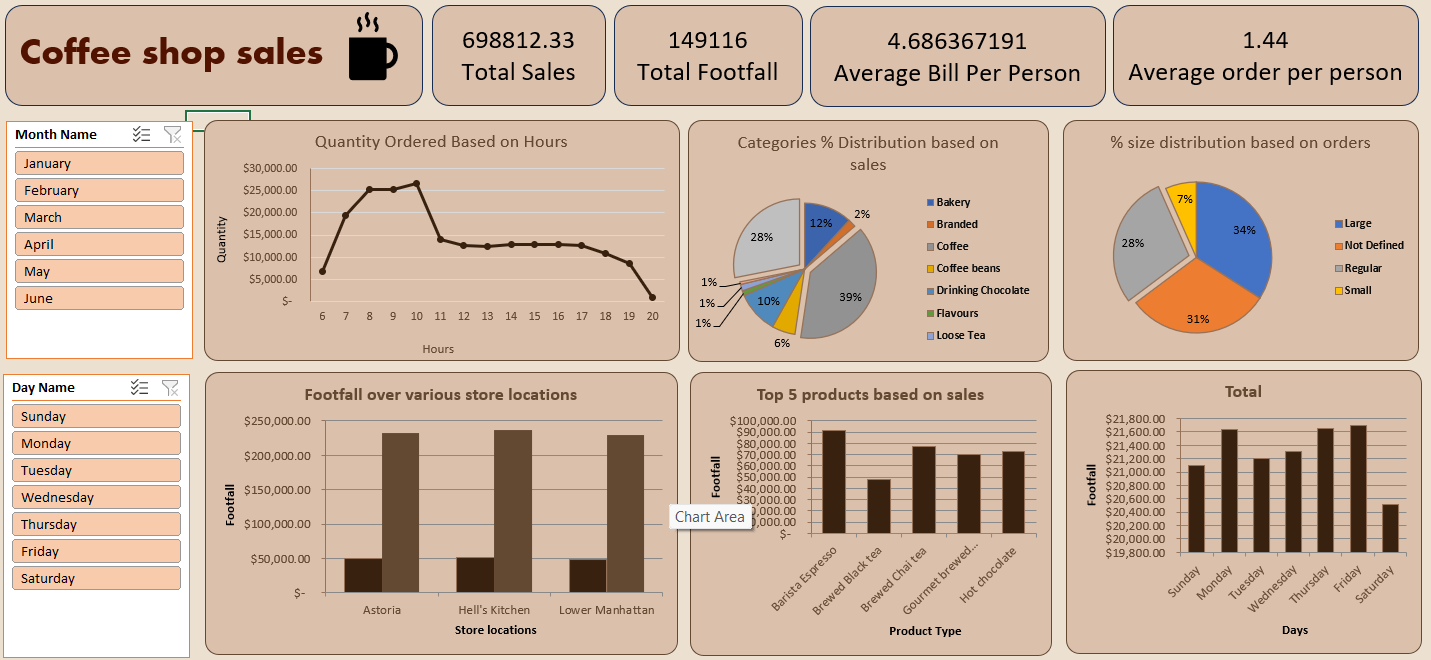 Coffee shop sales
698812.33
Total Sales
149116
Total Footfall
4.686367191
Average Bill Per Person
1.44
Average order per person
Month Name
January
February
March
April
May
June
Quantity Ordered Based on Hours
$30,000.00
$25,000.00
$20,000.00
$15,000.00
$10,000.00
$5,000.00
$-
Quantity
6 7 8 9 10 11 12 13 14 15 16 17 18 19 20
Hours
Categories % Distribution based on
sales
12%
2%
39%
6%
10%
1%
1%
1%
28%
Bakery
Branded
Coffee
Coffee beans
Drinking Chocolate
Flavours
Loose Tea
% size distribution based on orders
34%
31%
28%
7%
Large
Not Defined
Regular
Small
Day Name
Sunday
Monday
Tuesday
Wednesday
Thursday
Friday
Saturday
Footfall over various store locations
$250,000.00
$200,000.00
$150,000.00
$100,000.00
$50,000.00
$-
Footfall
Astoria Hell's Kitchen Lower Manhattan
Store locations
Chart Area
Top 5 products based on sales
$100,000.00
$90,000.00
$80,000.00
$70,000.00
$60,000.00
$50,000.00
$40,000.00
$30,000.00
$-
Footfall
Barista Espresso
Brewed Black tea
Brewed Chai tea
Gourmet brewed...
Hot chocolate
Product Type
Total
$21,800.00
$21,600.00
$21,400.00
$21,200.00
$21,000.00
$20,800.00
$20,600.00
$20,400.00
$20,200.00
$20,000.00
$19,800.00
Footfall
Sunday
Monday
Tuesday
Wednesday
Thursday
Friday
Saturday
Days